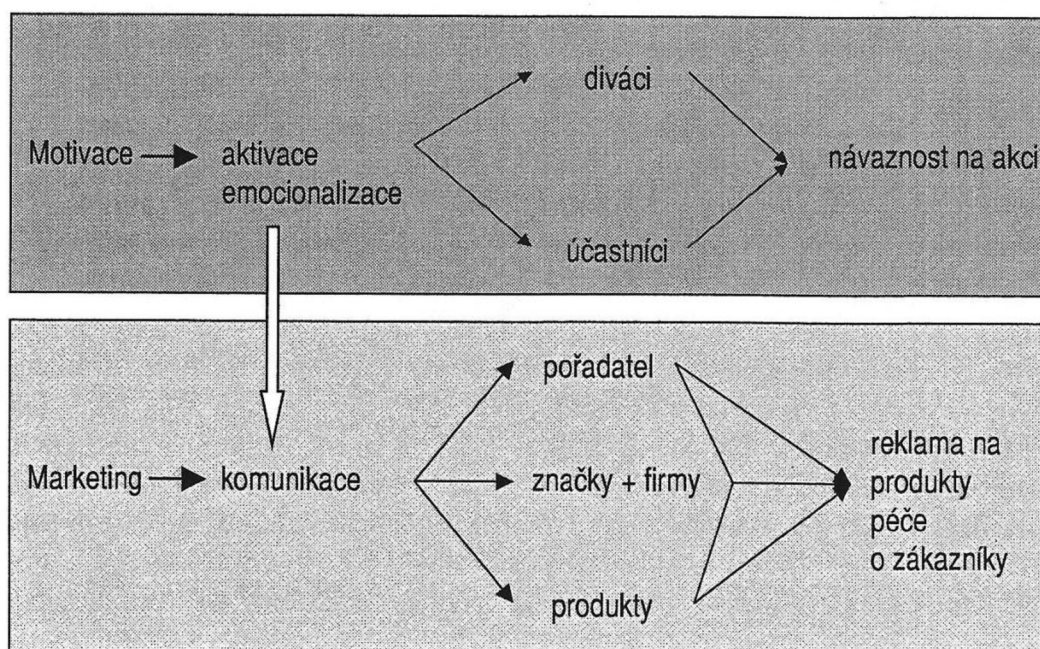 diváci
Motivace
aktivace
emocionalizace
návaznost na akci
účastníci
pořadatel
Marketing
komunikace
značky + firmy
reklama na
produkty
péče
o zákazníky
produkty